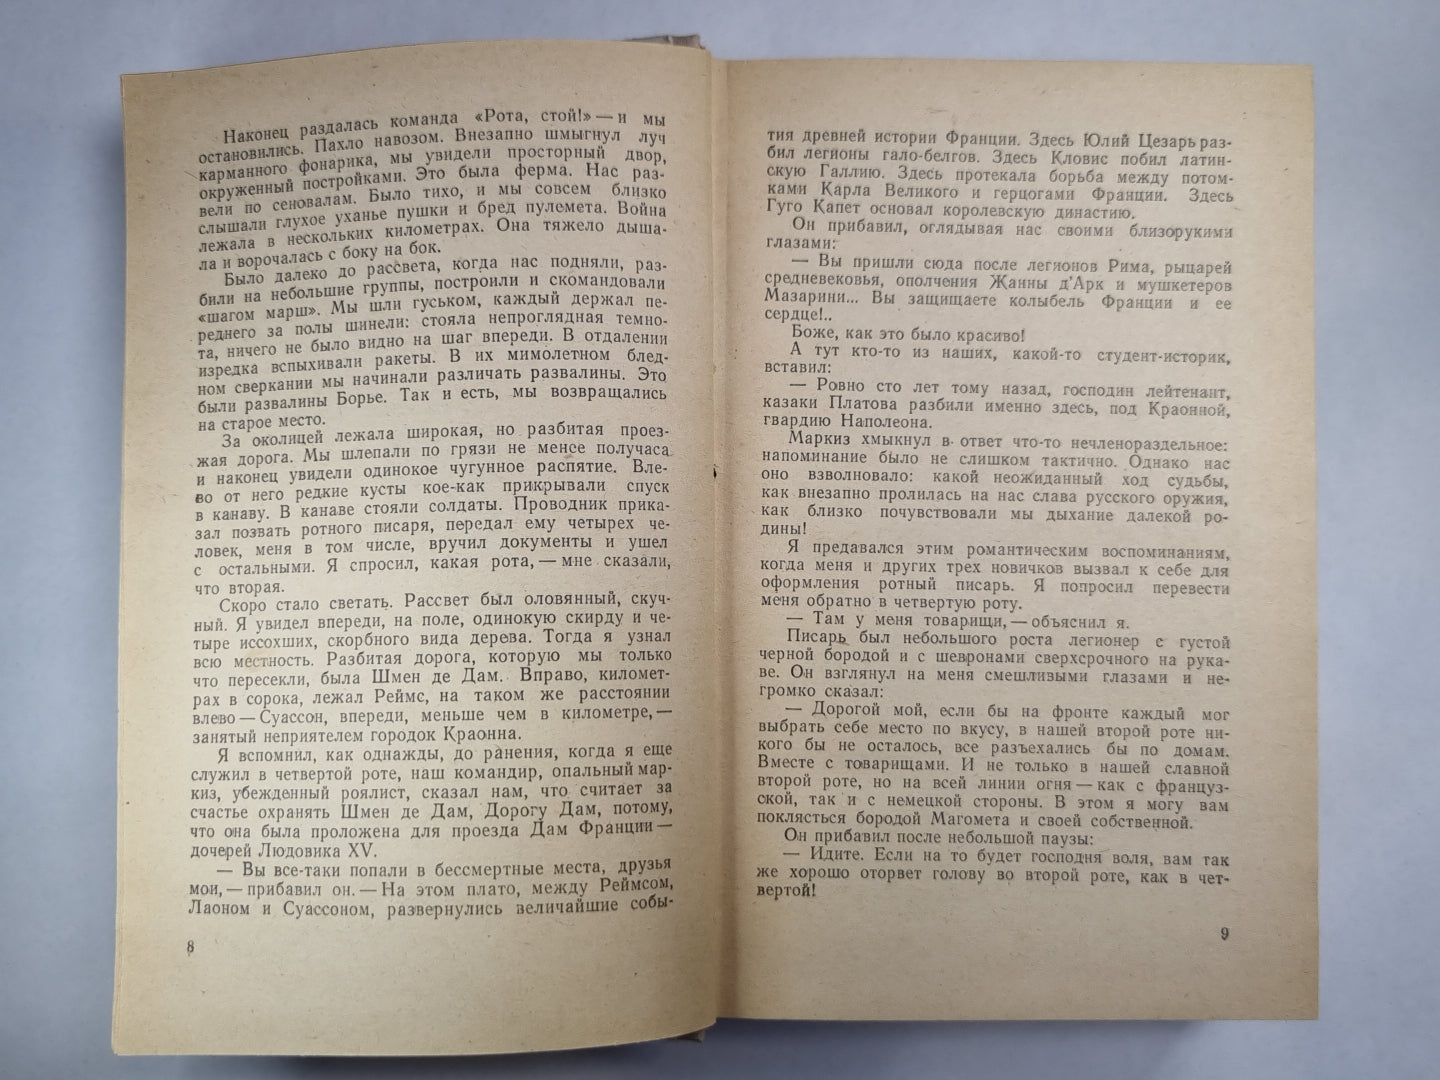 Наконец раздалась команда «Рота, стой!» — и мы
остановились. Пахло навозом. Внезапно шмыгнул луч
карманного фонарика, мы увидели просторный двор,
окруженный постройками. Это была ферма. Нас раз-
вели по сеновалам. Было тихо, и мы совсем близко
слышали глухое уханье пушки и бред пулемета. Война
лежала в нескольких километрах. Она тяжело дыша-
ла и ворочалась с боку на бок.
Было далеко до рассвета, когда нас подняли, раз-
били на небольшие группы, построили и скомандовали
«шагом марш». Мы шли гуськом, каждый держал пе-
реднего за полы шинели: стояла непроглядная темно-
та, ничего не было видно на шаг впереди. В отдалении
изредка вспыхивали ракеты. В их мимолетном блед-
ном сверкании мы начинали различать развалины. Это
были развалины Борье. Так и есть, мы возвращались
на старое место.
За околицей лежала широкая, но разбитая проез-
жая дорога. Мы шлепали по грязи не менее получаса
и наконец увидели одинокое чугунное распятие. Вле-
во от него редкие кусты кое-как прикрывали спуск
в канаву. В канаве стояли солдаты. Проводник прика-
зал позвать ротного писаря, передал ему четырех че-
ловек, меня в том числе, вручил документы и ушел
с остальными. Я спросил, какая рота, — мне сказали,
что вторая.
Скоро стало светать. Рассвет был оловянный, скуч-
ный. Я увидел впереди, на поле, одинокую скирду и че-
тыре иссохших, скорбного вида дерева. Тогда я узнал
всю местность. Разбитая дорога, которую мы только
что пересекли, была Шмен де Дам. Вправо, километ-
рах в сорока, лежал Реймс, на таком же расстоянии
влево — Суассон, впереди, меньше чем в километре, —
занятый неприятелем городок Краонна.
Я вспомнил, как однажды, до ранения, когда я еще
служил в четвертой роте, наш командир, опальный мар-
киз, убежденный роялист, сказал нам, что считает за
счастье охранять Шмен де Дам, Дорогу Дам, потому,
что она была проложена для проезда Дам Франции —
дочерей Людовика XV.
— Вы все-таки попали в бессмертные места, друзья
мои, — прибавил он. — На этом плато, между Реймсом,
Лаоном и Суассоном, развернулись величайшие собы-
8
тия древней истории Франции. Здесь Юлий Цезарь раз-
бил легионы гало-белгов. Здесь Кловис побил латин-
скую Галлию. Здесь протекала борьба между потом-
ками Карла Великого и герцогами Франции. Здесь
Гуго Капет основал королевскую династию.
Он прибавил, оглядывая нас своими близорукими
глазами:
— Вы пришли сюда после легионов Рима, рыцарей
средневековья, ополчения Жанны д'Арк и мушкетеров
Мазарини... Вы защищаете колыбель Франции и ее
сердце!..
Боже, как это было красиво!
А тут кто-то из наших, какой-то студент-историк,
вставил:
— Ровно сто лет тому назад, господин лейтенант,
казаки Платова разбили именно здесь, под Краонной,
гвардию Наполеона.
Маркиз хмыкнул в ответ что-то нечленораздельное:
напоминание было не слишком тактично. Однако нас
оно взволновало: какой неожиданный ход судьбы,
как внезапно пролилась на нас слава русского оружия,
как близко почувствовали мы дыхание далекой ро-
дины!
Я предавался этим романтическим воспоминаниям,
когда меня и других трех новичков вызвал к себе для
оформления ротный писарь. Я попросил перевести
меня обратно в четвертую роту.
— Там у меня товарищи, — объяснил я.
Писарь был небольшого роста легионер с густой
черной бородой и с шевронами сверхсрочного на рука-
ве. Он взглянул на меня смешливыми глазами и не-
громко сказал:
— Дорогой мой, если бы на фронте каждый мог
выбрать себе место по вкусу, в нашей второй роте ни-
кого бы не осталось, все разъехались бы по домам.
Вместе с товарищами. И не только в нашей славной
второй роте, но на всей линии огня — как с француз-
ской, так и с немецкой стороны. В этом я могу вам
поклясться бородой Магомета и своей собственной.
Он прибавил после небольшой паузы:
— Идите. Если на то будет господня воля, вам так
же хорошо оторвет голову во второй роте, как в чет-
вертой!
9